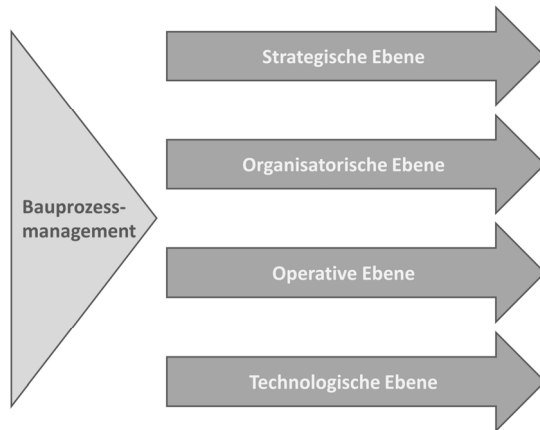 Strategische Ebene
Organisatorische Ebene
Bauprozess-
management
Operative Ebene
Technologische Ebene